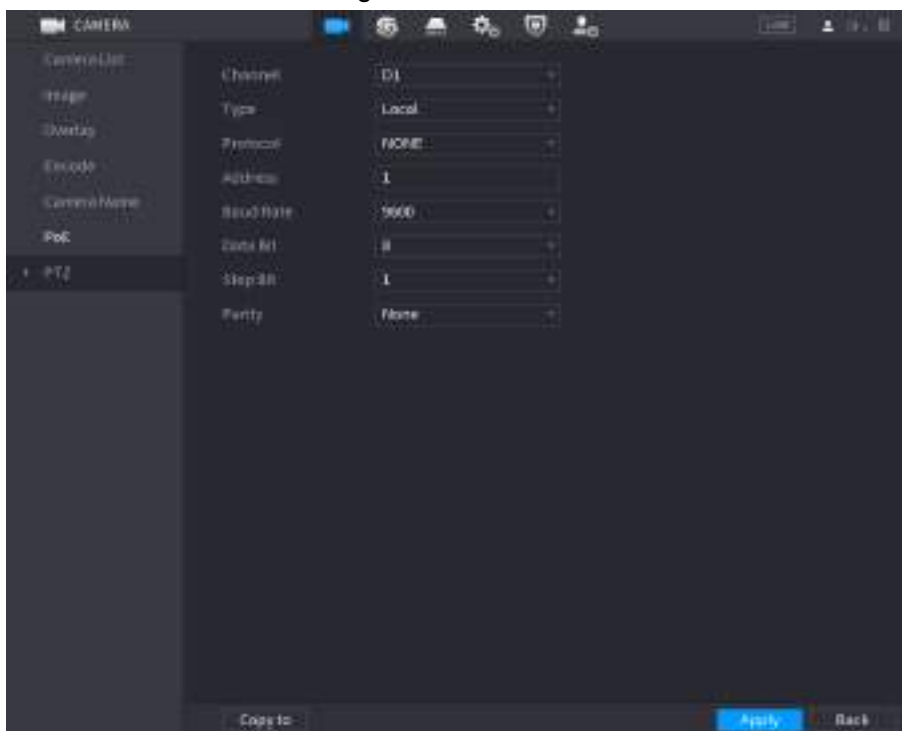 CAMERA
LIVE
Camera List
Image
Overlay
Encode
Camera Name
PoE
PTZ
Channel D1
Type Local
Protocol NONE
Address 1
Baud Rate 9600
Data Bit 8
Stop Bit 1
Parity None
Copy to
Apply
Back